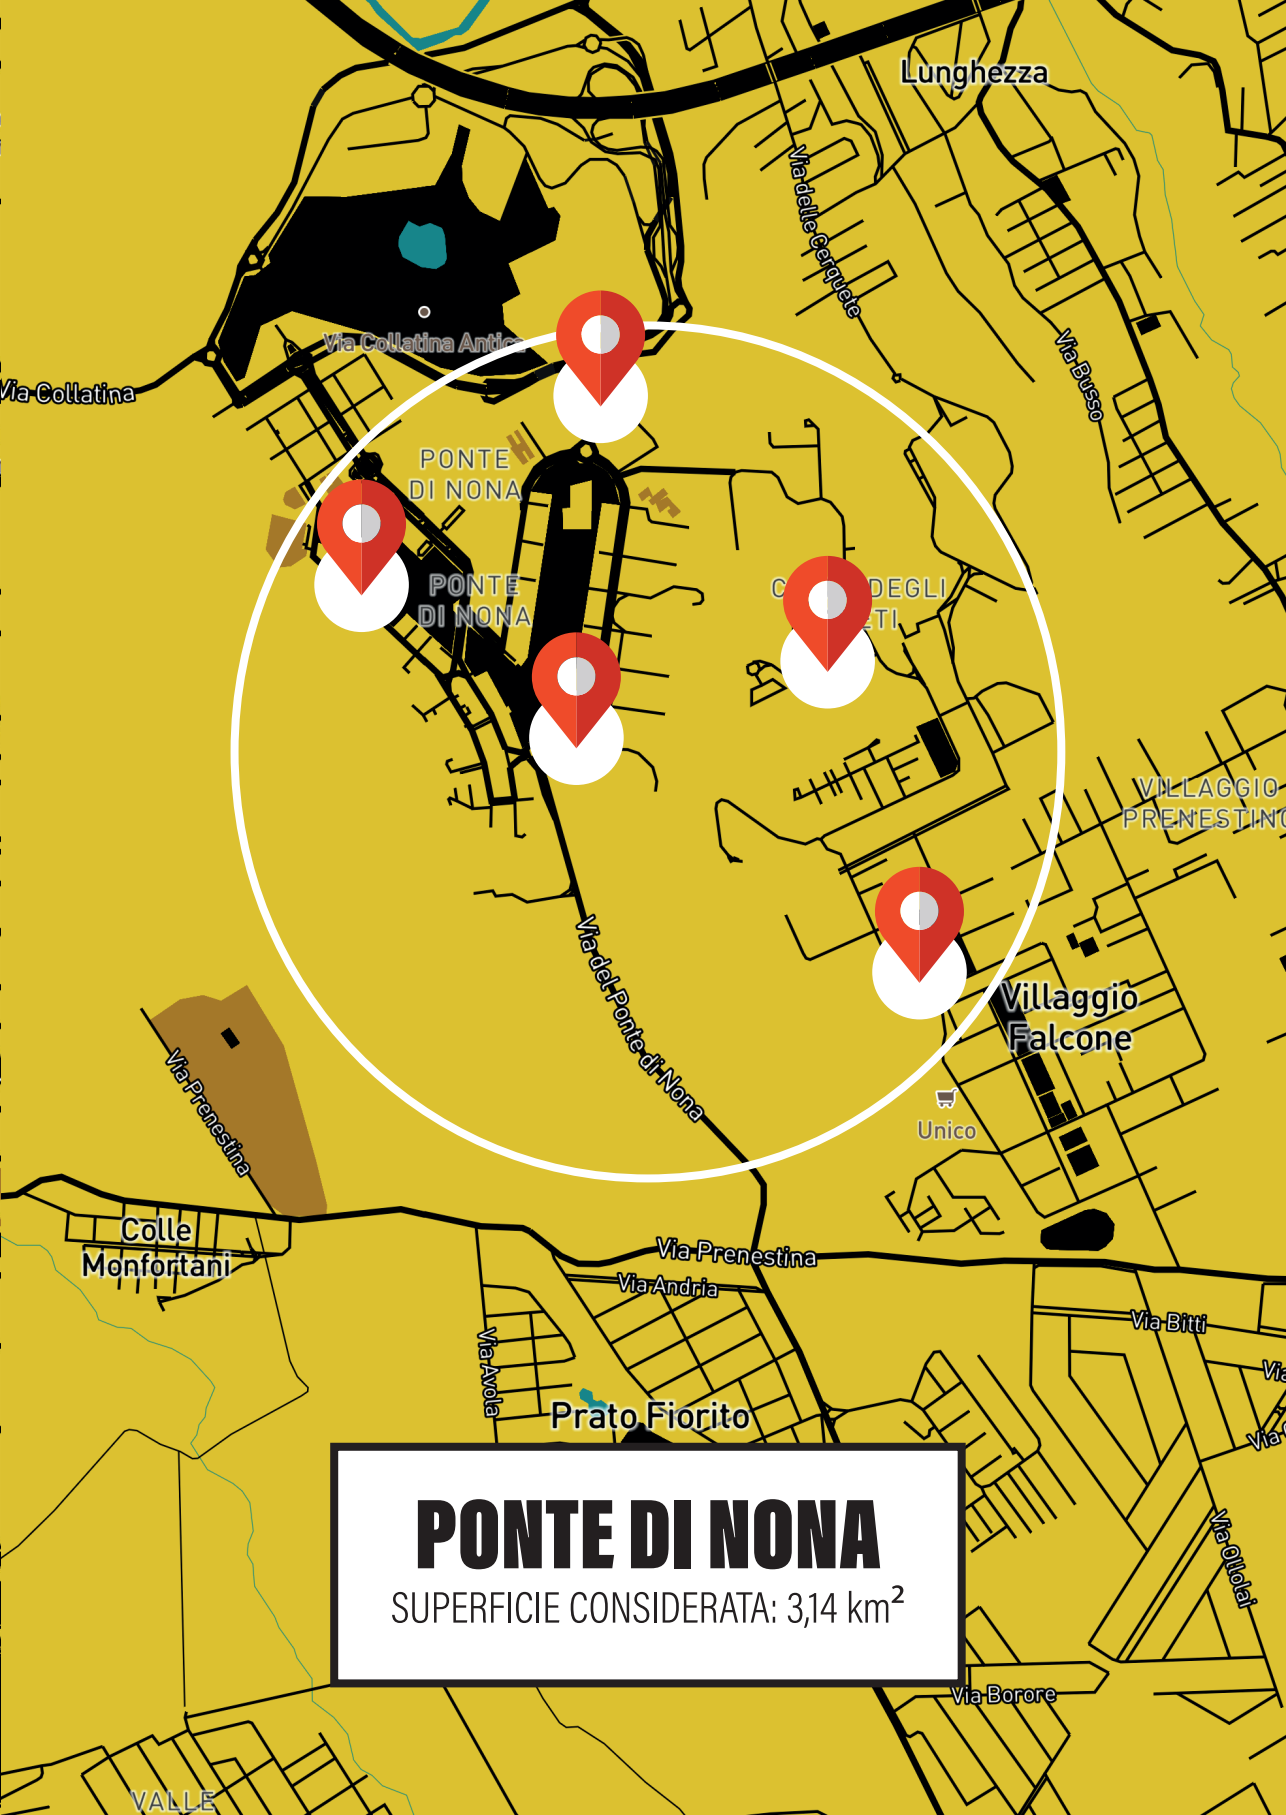 Lunghezza
Via delle Cerquete
Via Collatina Antica
Via Collatina
Via Busso
PONTE
DI NONA
PONTE
DI NONA
DEGLI
VILLAGGIO
PRENESTINO
Via del Ponte di Nona
Villaggio
Falcone
Via Prenestina
Unico
Colle
Monfortani
Via Prenestina
Via Andria
Via Bitti
Via Avola
Prato Fiorito
PONTE DI NONA
SUPERFICIE CONSIDERATA: 3,14 km²
Via Ollolai
Via Borore
VALLE